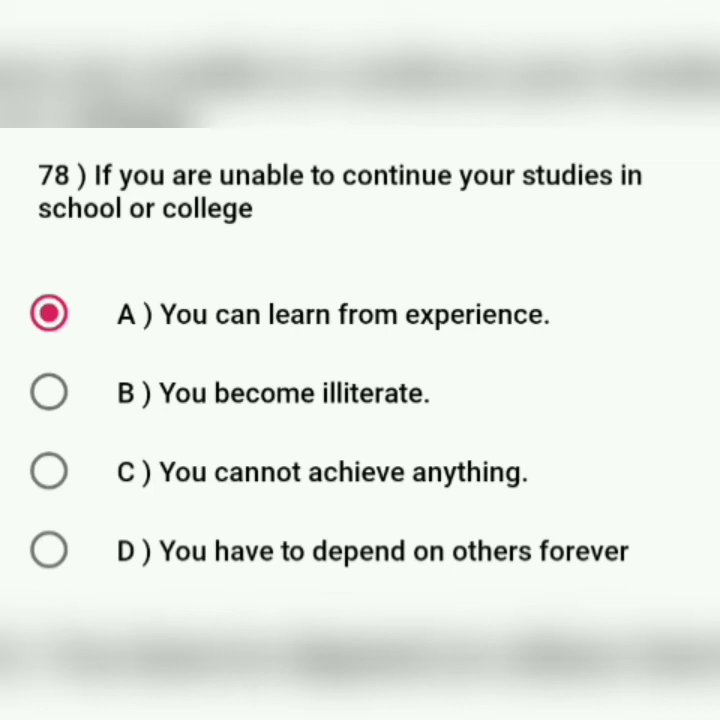 78 ) If you are unable to continue your studies in
school or college
A ) You can learn from experience.
B ) You become illiterate.
C ) You cannot achieve anything.
D ) You have to depend on others forever